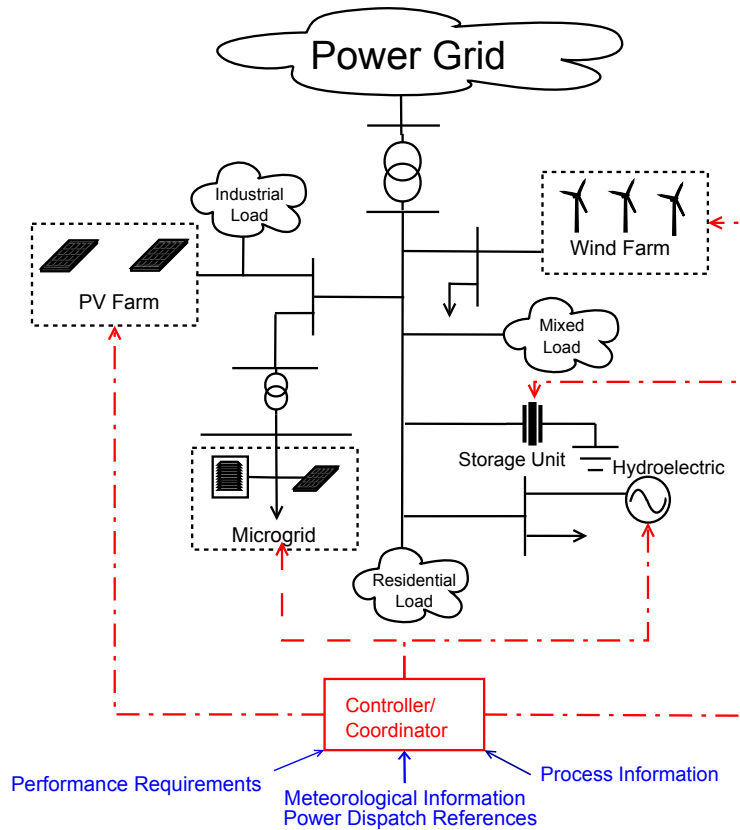 Power Grid
Industrial
Load
Wind Farm
PV Farm
Mixed
Load
Storage Unit
Hydroelectric
Microgrid
Residential
Load
Controller/
Coordinator
Performance Requirements
Process Information
Meteorological Information
Power Dispatch References